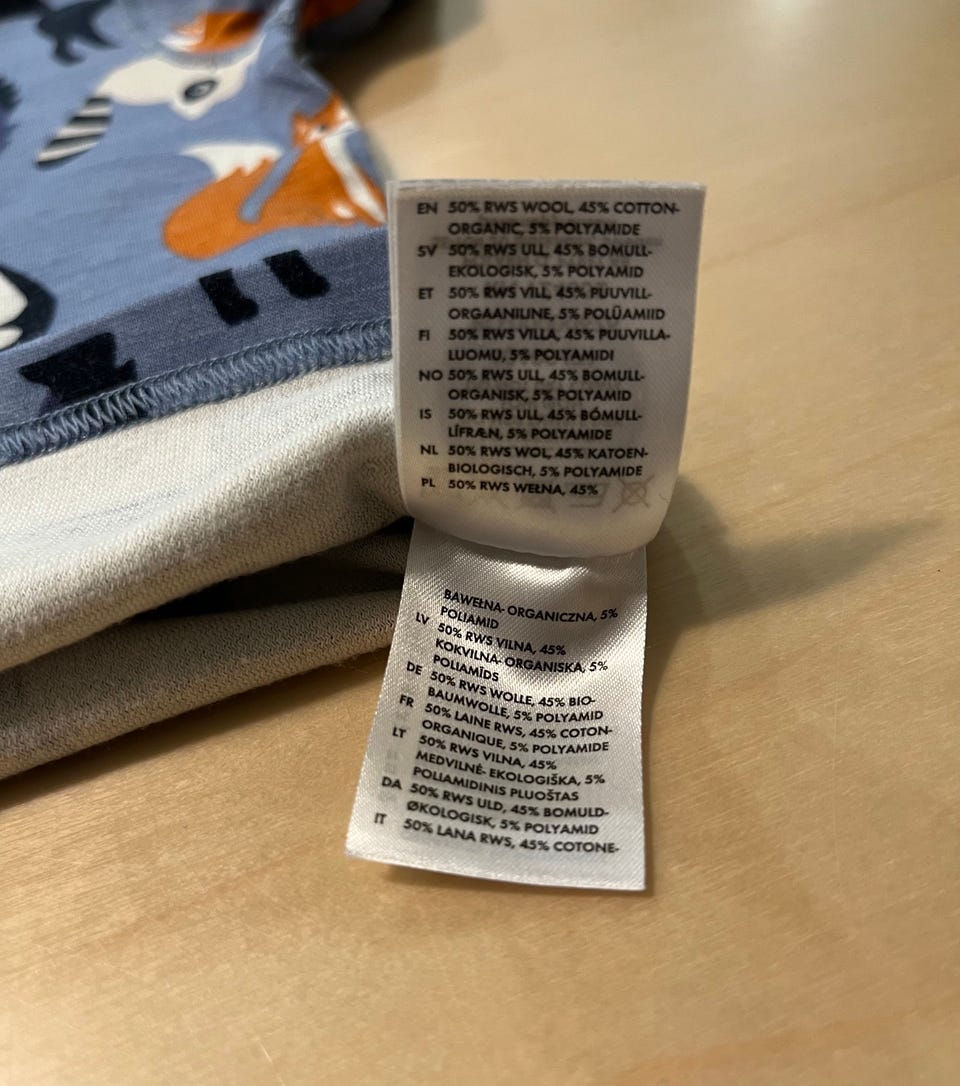 EN 50% RWS WOOL, 45% COTTON-
ORGANIC, 5% POLYAMIDE
SV 50% RWS ULL, 45% BOMULL-
EKOLOGISK, 5% POLYAMID
ET 50% RWS VILL, 45% PUUVILL-
ORGAANILINE, 5% POLÜAMIID
FI 50% RWS VILLA, 45% PUUVILLA-
LUOMU, 5% POLYAMIDI
NO 50% RWS ULL, 45% BOMULL-
ORGANISK, 5% POLYAMID
IS 50% RWS ULL, 45% BÓMULL-
LÍFRÆN, 5% POLYAMIDE
NL 50% RWS WOL, 45% KATOEN-
BIOLOGISCH, 5% POLYAMIDE
PL 50% RWS WEŁNA, 45%
BAWEŁNA- ORGANICZNA, 5%
POLIAMID
LV 50% RWS VILNA, 45%
KOKVILNA- ORGANISKA, 5%
POLIAMĪDS
DE 50% RWS WOLLE, 45% BIO-
BAUMWOLLE, 5% POLYAMID
FR 50% LAINE RWS, 45% COTON-
ORGANIQUE, 5% POLYAMIDE
LT 50% RWS VILNA, 45%
MEDVILNĖ- EKOLOGIŠKA, 5%
POLIAMIDINIS PLUOŠTAS
DA 50% RWS ULD, 45% BOMULD-
ØKOLOGISK, 5% POLYAMID
IT 50% LANA RWS, 45% COTONE-